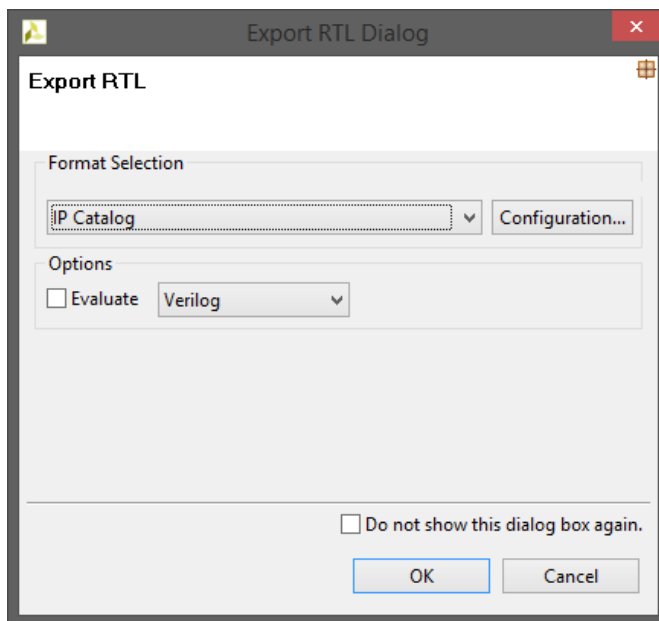 Export RTL Dialog
Export RTL
Format Selection
IP Catalog
Configuration...
Options
Evaluate
Verilog
Do not show this dialog box again.
OK
Cancel